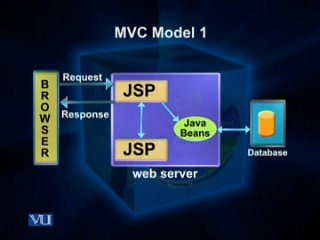 MVC Model 1
BROWSER
Request
Response
JSP
JSP
Java
Beans
web server
Database
VU